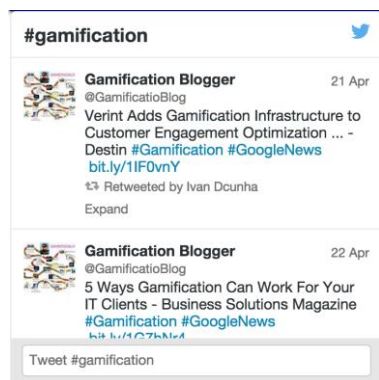 #gamification
Gamification Blogger 21 Apr
@GamificatioBlog
Verint Adds Gamification Infrastructure to
Customer Engagement Optimization ... -
Destin #Gamification #GoogleNews
bit.ly/1IF0vnY
Retweeted by Ivan Dcunha
Expand
Gamification Blogger 22 Apr
@GamificatioBlog
5 Ways Gamification Can Work For Your
IT Clients - Business Solutions Magazine
#Gamification #GoogleNews
Tweet #gamification